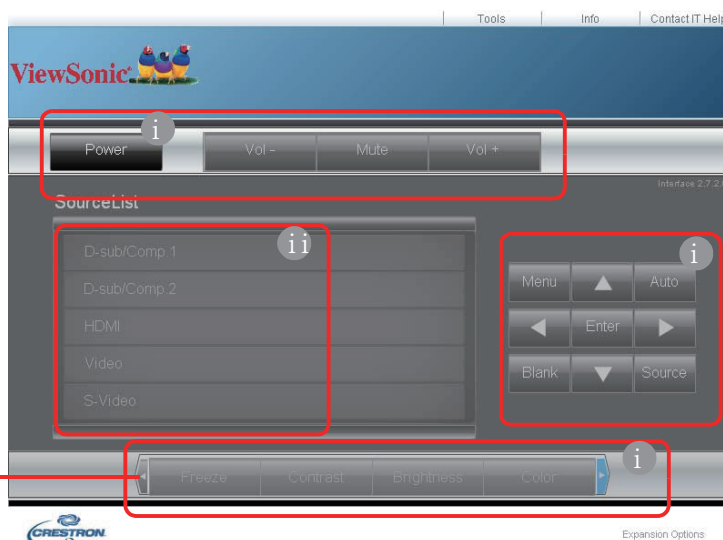 Tools | Info | Contact IT Help
ViewSonic
i
Power Vol - Mute Vol +
Interface 2.7.2.
SourceList
ii
D-sub/Comp.1
D-sub/Comp.2
HDMI
Video
S-Video
i
Menu Auto
Enter
Blank Source
i
Freeze Contrast Brightness Color
CRESTRON
Expansion Options